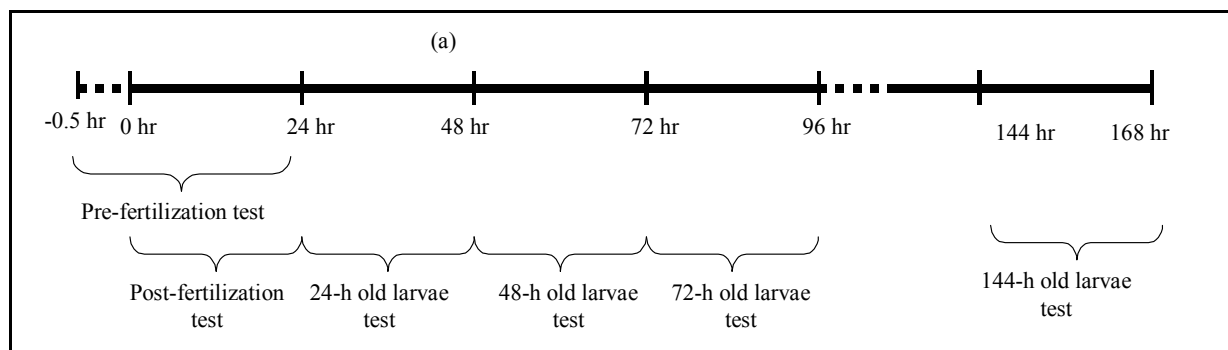 (a)
-0.5 hr 0 hr 24 hr 48 hr 72 hr 96 hr 144 hr 168 hr
Pre-fertilization test
Post-fertilization
test
24-h old larvae
test
48-h old larvae
test
72-h old larvae
test
144-h old larvae
test